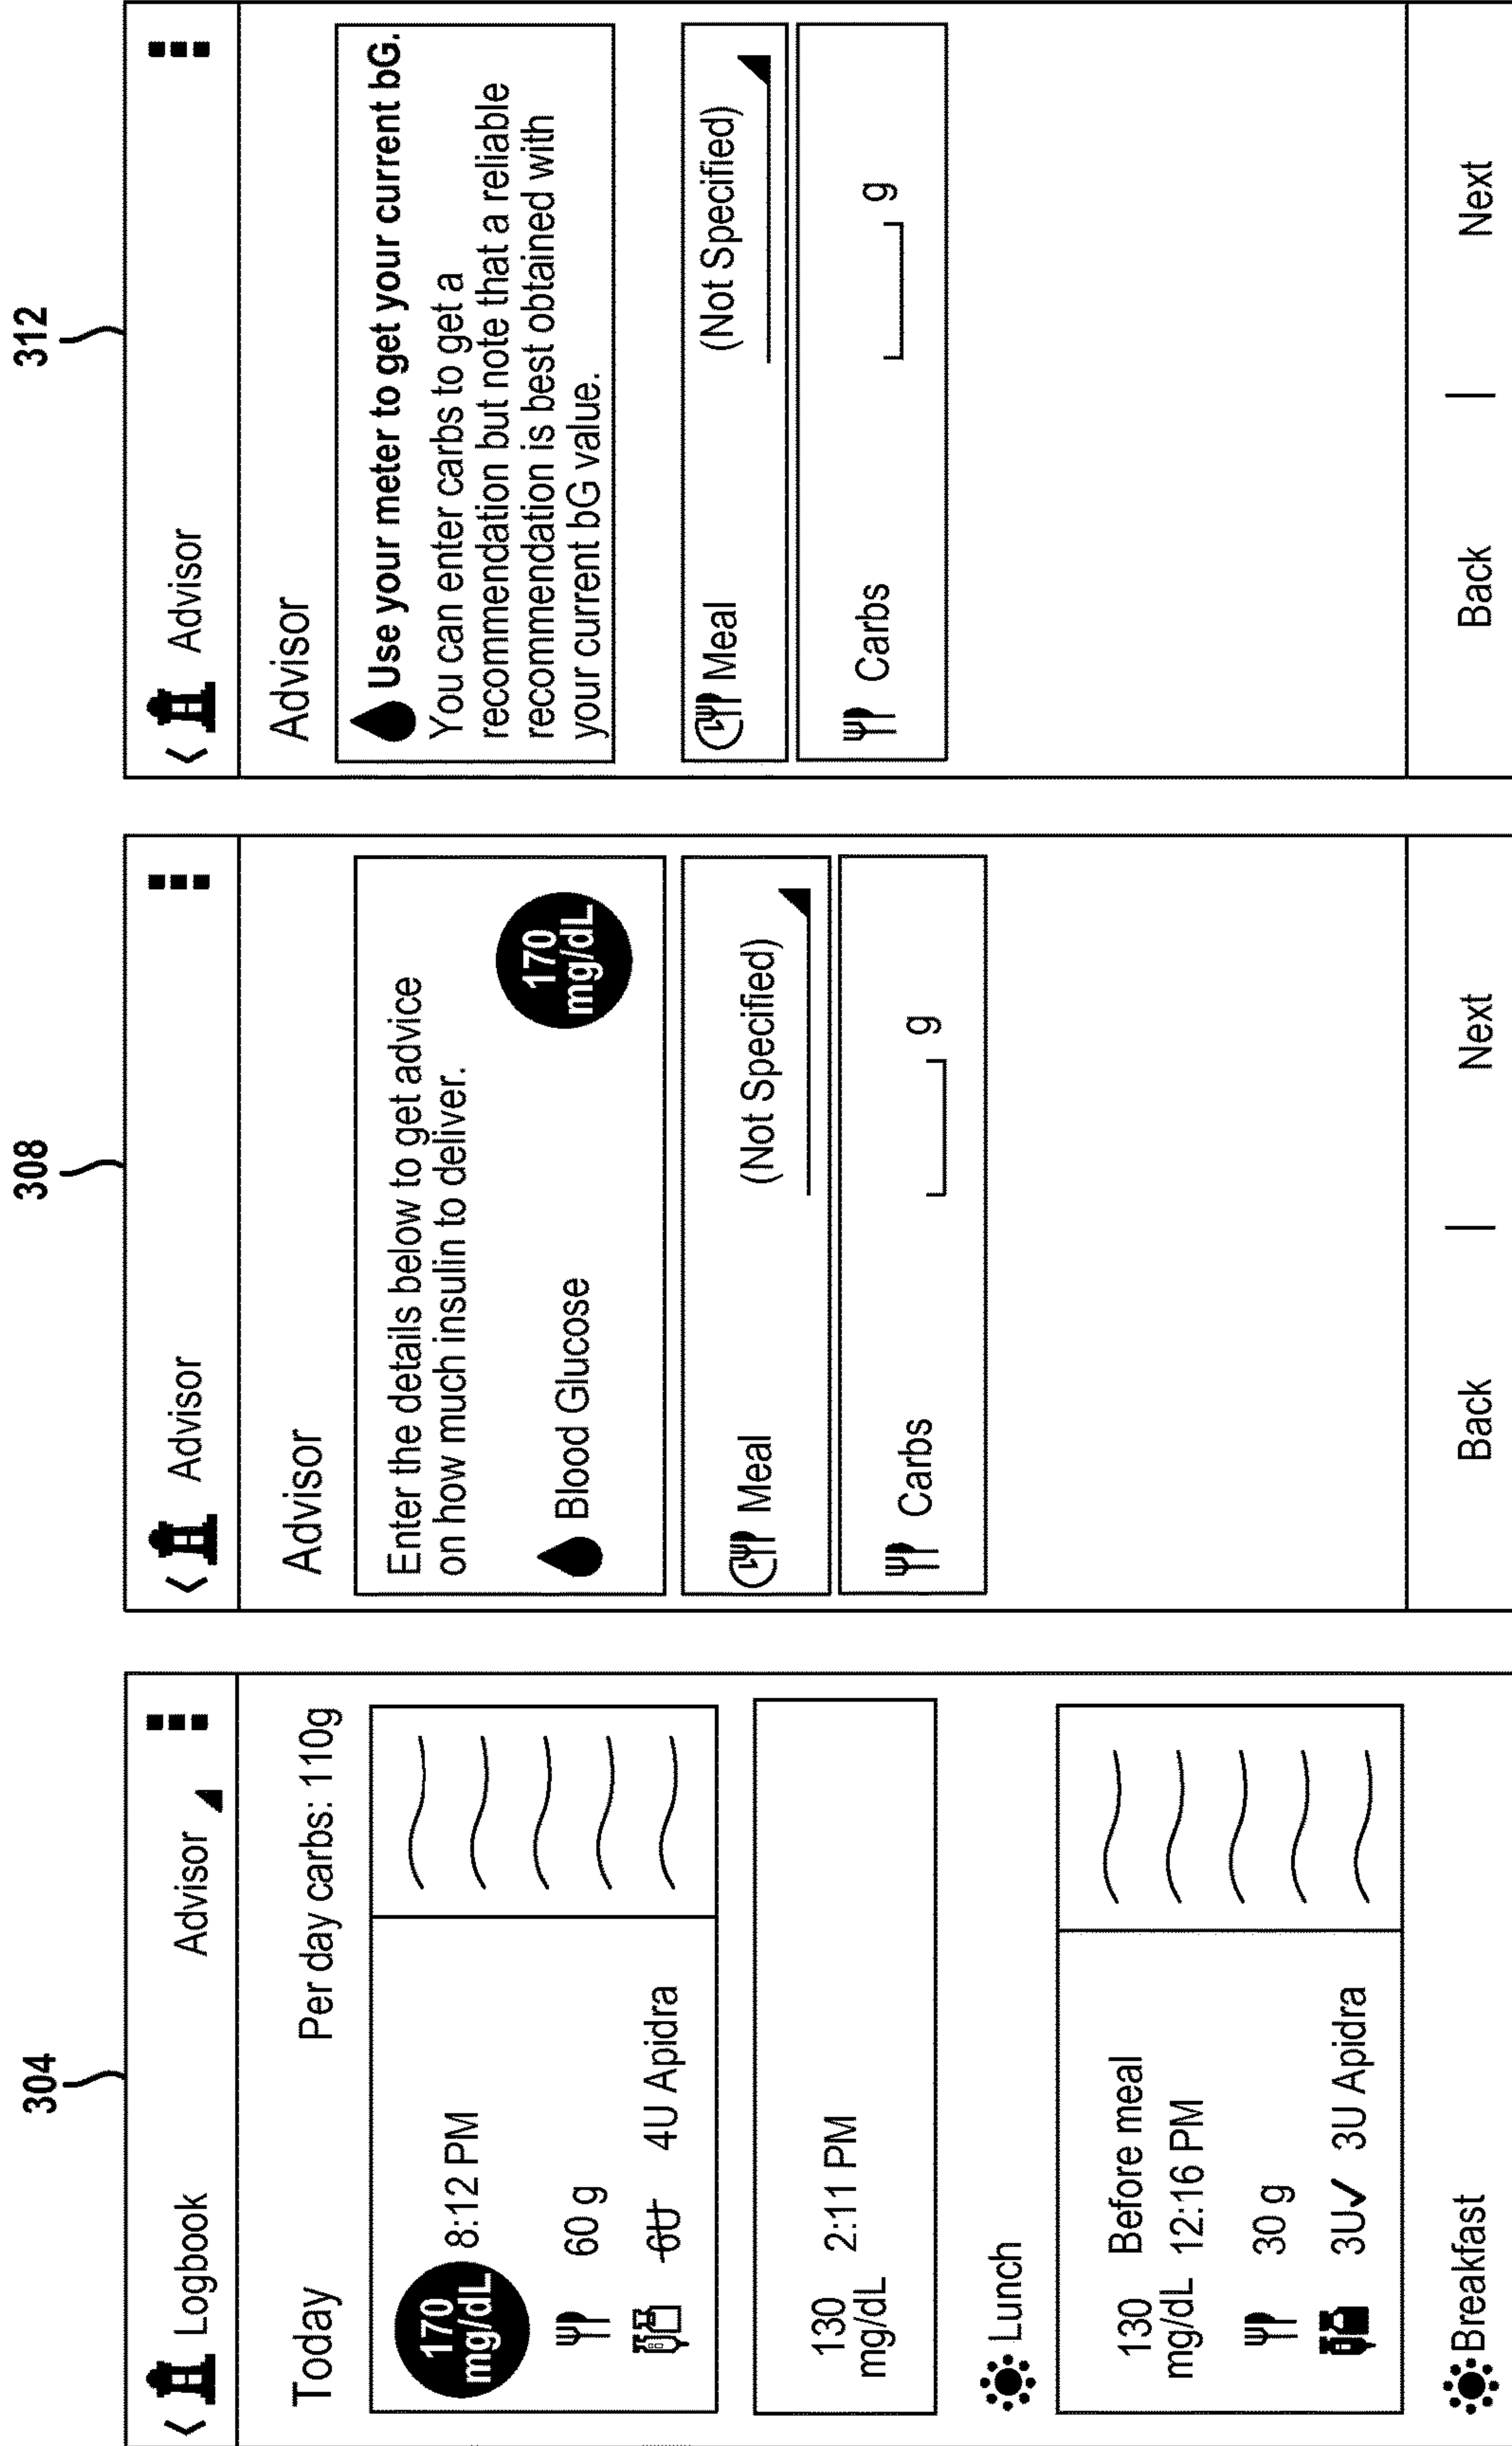 304
Logbook Advisor
Today Per day carbs: 110g
170
mg/dL
8:12 PM
60 g
6U 4U Apidra
130
mg/dL
2:11 PM
Lunch
130
mg/dL
Before meal
12:16 PM
30 g
3U✓ 3U Apidra
Breakfast
308
Advisor
Advisor
Enter the details below to get advice
on how much insulin to deliver.
Blood Glucose
170
mg/dL
Meal (Not Specified)
Carbs g
Back | Next
312
Advisor
Advisor
Use your meter to get your current bG.
You can enter carbs to get a
recommendation but note that a reliable
recommendation is best obtained with
your current bG value.
Meal (Not Specified)
Carbs g
Back | Next